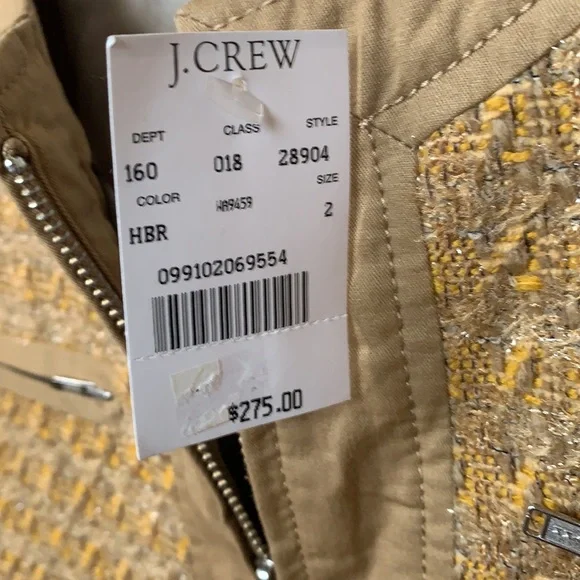 J.CREW
DEPT CLASS STYLE
160 018 28904
COLOR WA9459 SIZE
HBR 2
099102069554
$275.00